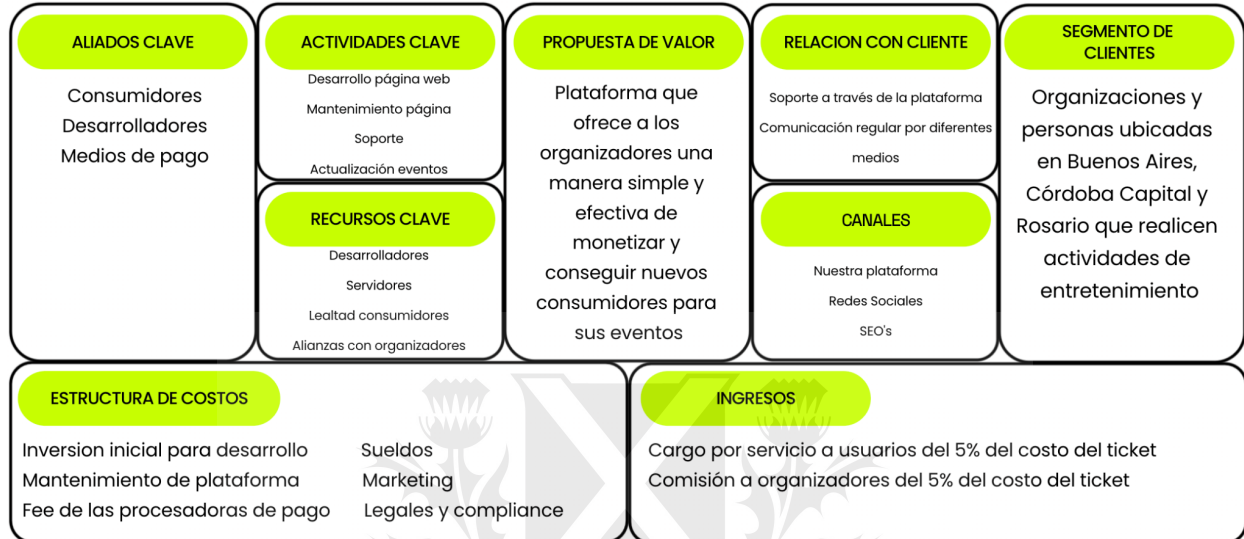 ALIADOS CLAVE
Consumidores
Desarrolladores
Medios de pago
ACTIVIDADES CLAVE
Desarrollo página web
Mantenimiento página
Soporte
Actualización eventos
RECURSOS CLAVE
Desarrolladores
Servidores
Lealtad consumidores
Alianzas con organizadores
PROPUESTA DE VALOR
Plataforma que
ofrece a los
organizadores una
manera simple y
efectiva de
monetizar y
conseguir nuevos
consumidores para
sus eventos
RELACION CON CLIENTE
Soporte a través de la plataforma
Comunicación regular por diferentes
medios
CANALES
Nuestra plataforma
Redes Sociales
SEO's
SEGMENTO DE
CLIENTES
Organizaciones y
personas ubicadas
en Buenos Aires,
Córdoba Capital y
Rosario que realicen
actividades de
entretenimiento
ESTRUCTURA DE COSTOS
Inversion inicial para desarrollo
Mantenimiento de plataforma
Fee de las procesadoras de pago
Sueldos
Marketing
Legales y compliance
INGRESOS
Cargo por servicio a usuarios del 5% del costo del ticket
Comisión a organizadores del 5% del costo del ticket